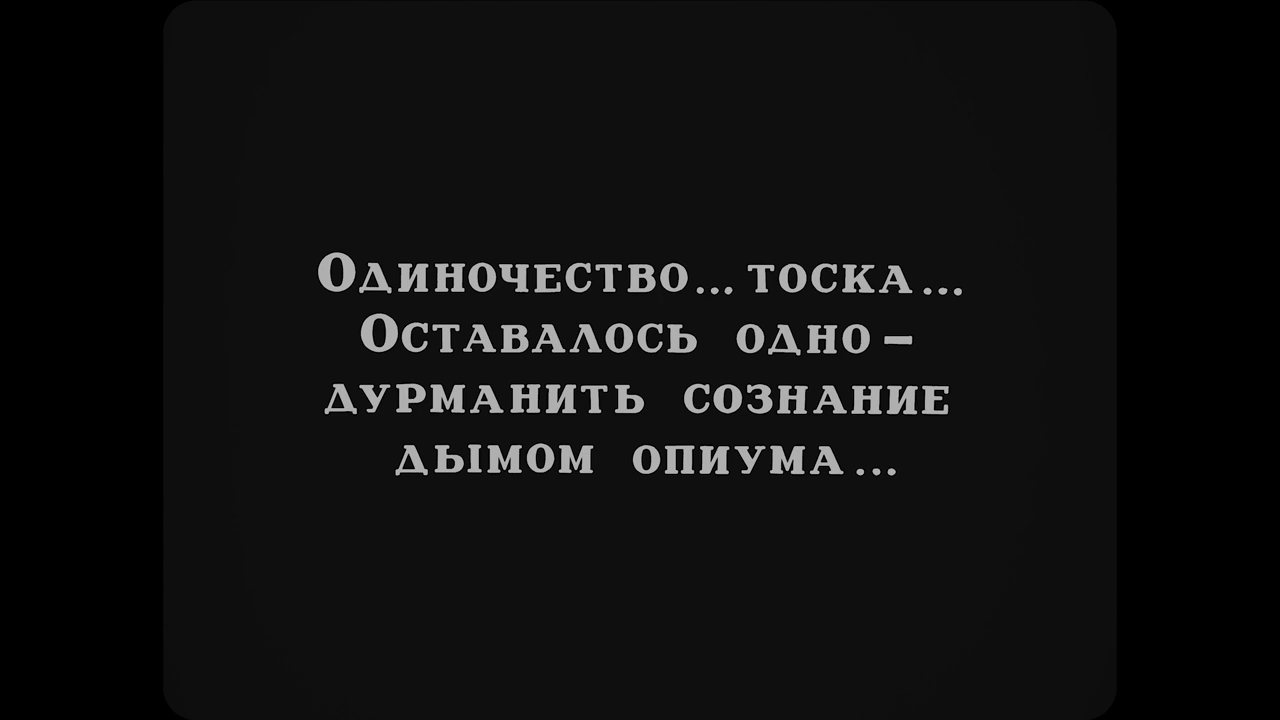 Одиночество... тоска...
Оставалось одно —
дурманить сознание
дымом опиума...